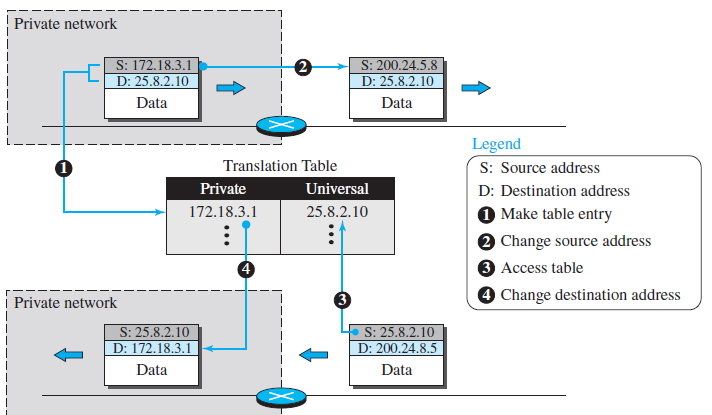 Private network
S: 172.18.3.1
D: 25.8.2.10
Data
2
S: 200.24.5.8
D: 25.8.2.10
Data
Legend
S: Source address
D: Destination address
1 Make table entry
2 Change source address
3 Access table
4 Change destination address
1
Translation Table
Private Universal
172.18.3.1 25.8.2.10
4
3
Private network
S: 25.8.2.10
D: 172.18.3.1
Data
S: 25.8.2.10
D: 200.24.8.5
Data